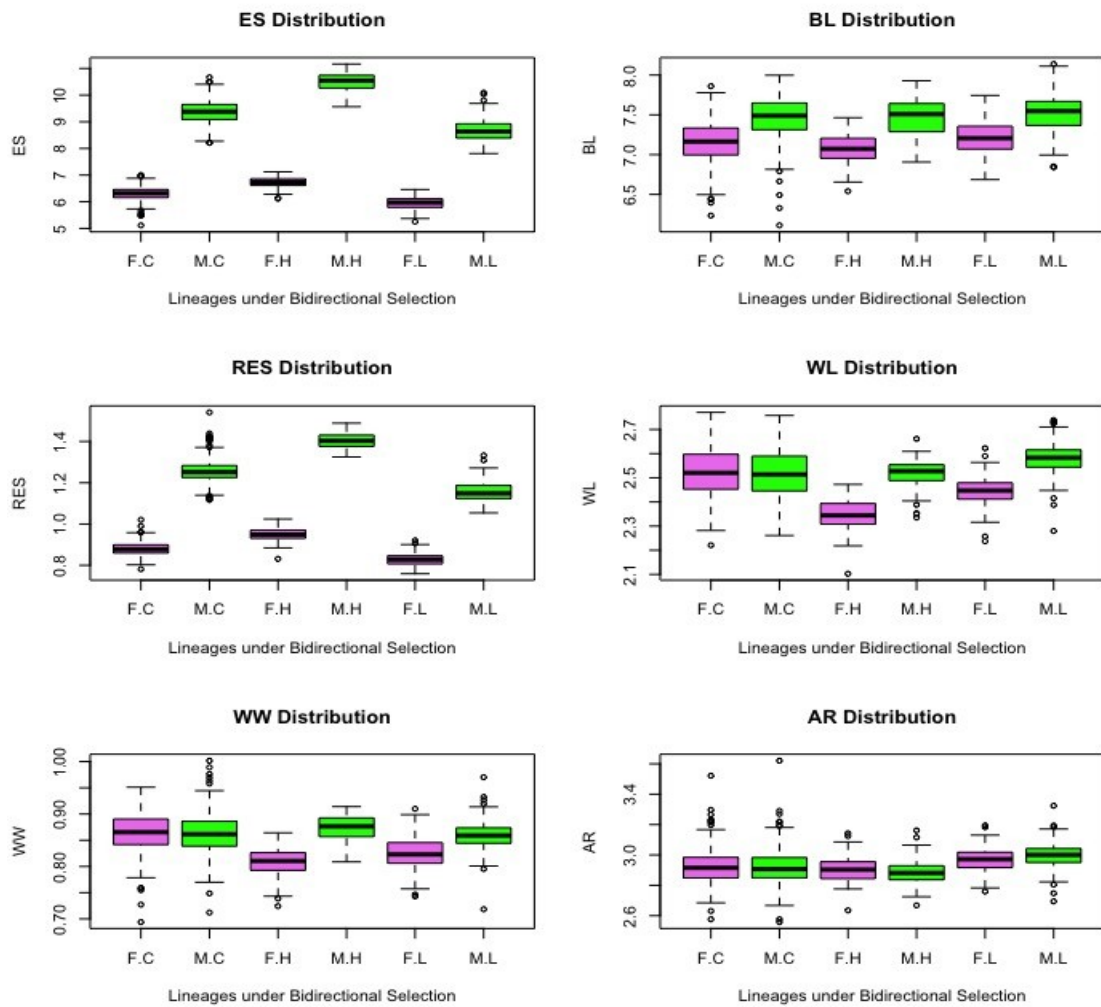 ES Distribution
ES
5 6 7 8 9 10
F.C M.C F.H M.H F.L M.L
Lineages under Bidirectional Selection
BL Distribution
BL
6.5 7.0 7.5 8.0
F.C M.C F.H M.H F.L M.L
Lineages under Bidirectional Selection
RES Distribution
RES
0.8 1.0 1.2 1.4
F.C M.C F.H M.H F.L M.L
Lineages under Bidirectional Selection
WL Distribution
WL
2.1 2.3 2.5 2.7
F.C M.C F.H M.H F.L M.L
Lineages under Bidirectional Selection
WW Distribution
WW
0.70 0.80 0.90 1.00
F.C M.C F.H M.H F.L M.L
Lineages under Bidirectional Selection
AR Distribution
AR
2.6 3.0 3.4
F.C M.C F.H M.H F.L M.L
Lineages under Bidirectional Selection